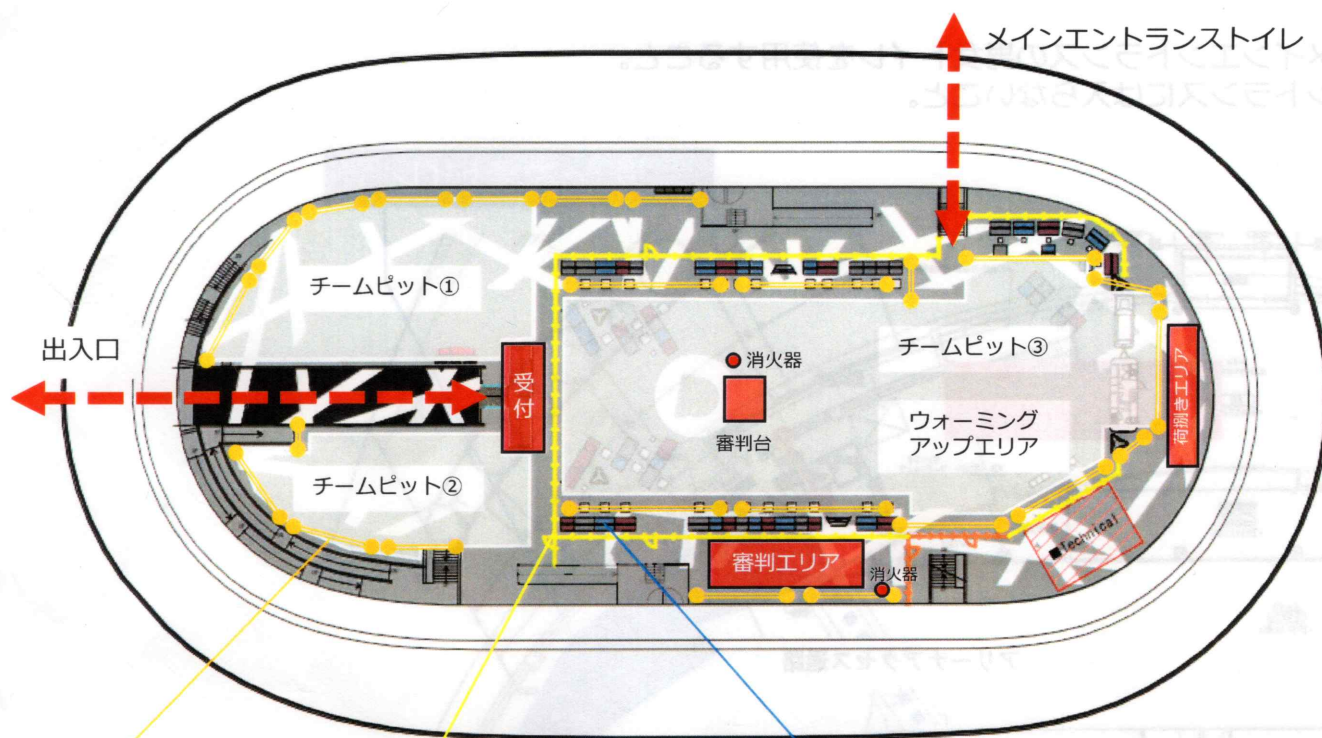 メインエントランストイレ
チームピット①
出入口
受付
消火器
審判台
チームピット③
ウォーミング
アップエリア
荷捌きエリア
チームピット②
審判エリア
消火器
Technical